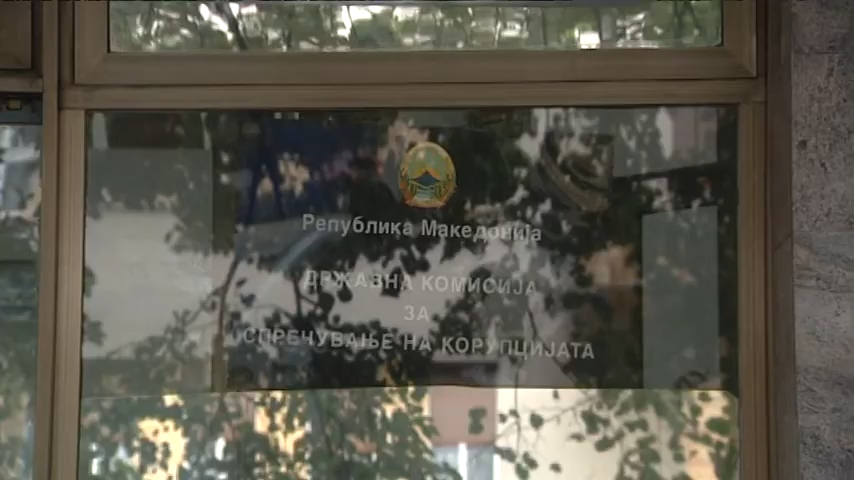 Република Македонија
ДРЖАВНА КОМИСИЈА
ЗА
СПРЕЧУВАЊЕ НА КОРУПЦИЈАТА